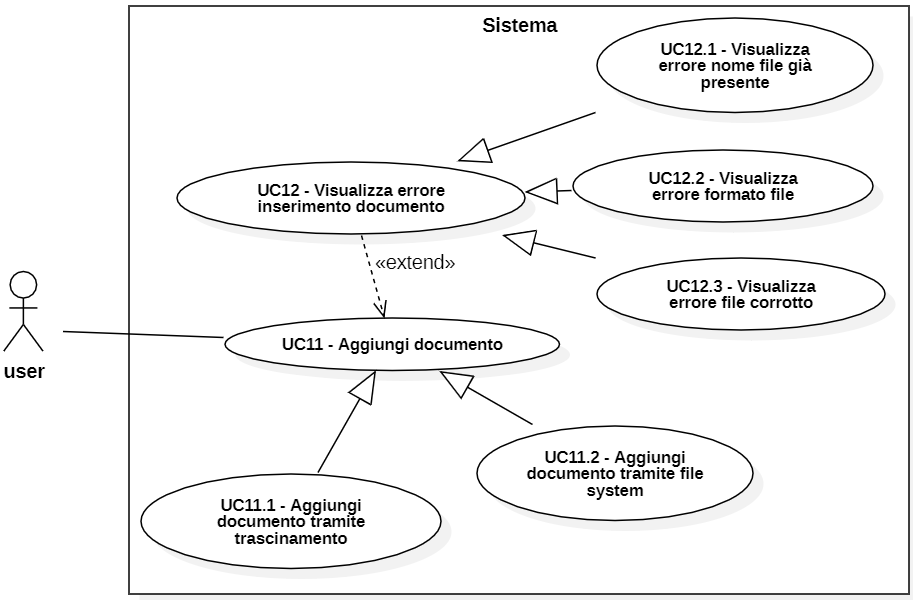 Sistema
UC12.1 - Visualizza
errore nome file già
presente
UC12 - Visualizza errore
inserimento documento
UC12.2 - Visualizza
errore formato file
«extend»
UC12.3 - Visualizza
errore file corrotto
UC11 - Aggiungi documento
user
UC11.2 - Aggiungi
documento tramite file
system
UC11.1 - Aggiungi
documento tramite
trascinamento